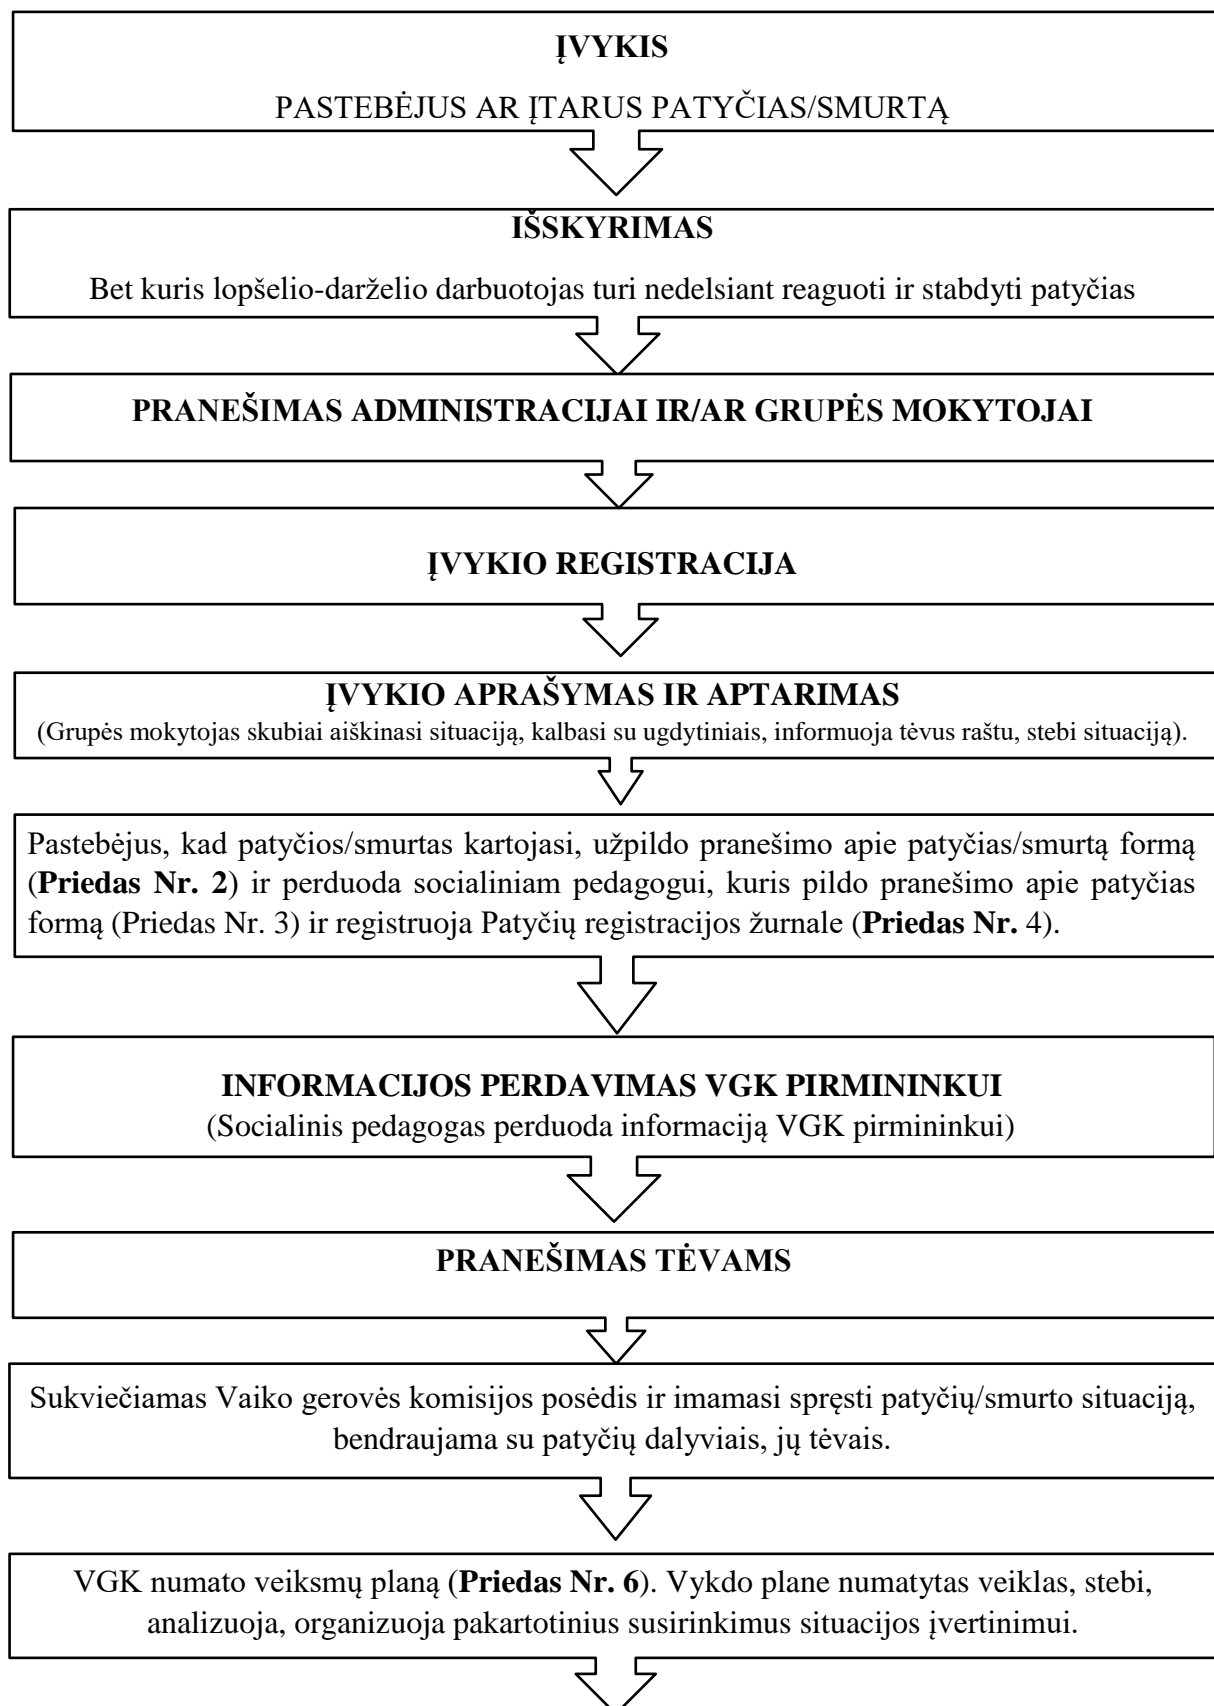 ĮVYKIS
PASTEBĖJUS AR ĮTARUS PATYČIAS/SMURTĄ
IŠSKYRIMAS
Bet kuris lopšelio-darželio darbuotojas turi nedelsiant reaguoti ir stabdyti patyčias
PRANEŠIMAS ADMINISTRACIJAI IR/AR GRUPĖS MOKYTOJAI
ĮVYKIO REGISTRACIJA
ĮVYKIO APRAŠYMAS IR APTARIMAS
(Grupės mokytojas skubiai aiškinasi situaciją, kalbasi su ugdytiniais, informuoja tėvus raštu, stebi situaciją).
Pastebėjus, kad patyčios/smurtas kartojasi, užpildo pranešimo apie patyčias/smurtą formą
(Priedas Nr. 2) ir perduoda socialiniam pedagogui, kuris pildo pranešimo apie patyčias
formą (Priedas Nr. 3) ir registruoja Patyčių registracijos žurnale (Priedas Nr. 4).
INFORMACIJOS PERDAVIMAS VGK PIRMININKUI
(Socialinis pedagogas perduoda informaciją VGK pirmininkui)
PRANEŠIMAS TĖVAMS
Sukviečiamas Vaiko gerovės komisijos posėdis ir imamasi spręsti patyčių/smurto situaciją,
bendraujama su patyčių dalyviais, jų tėvais.
VGK numato veiksmų planą (Priedas Nr. 6). Vykdo plane numatytas veiklas, stebi,
analizuoja, organizuoja pakartotinius susirinkimus situacijos įvertinimui.